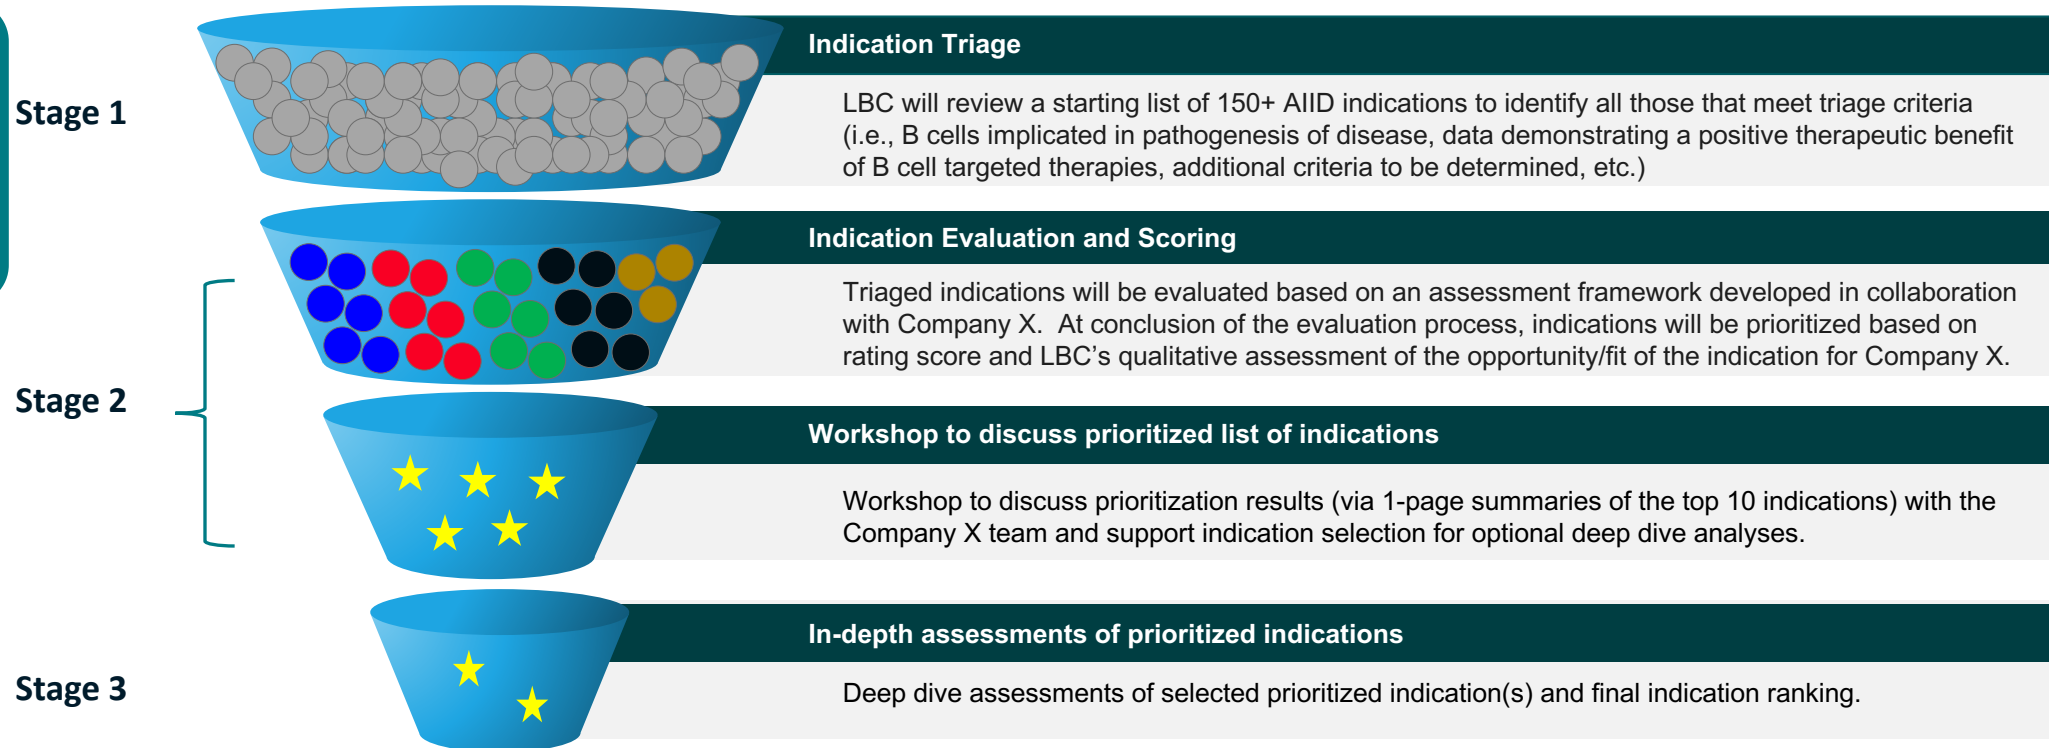 Stage 1
Indication Triage
LBC will review a starting list of 150+ AIID indications to identify all those that meet triage criteria
(i.e., B cells implicated in pathogenesis of disease, data demonstrating a positive therapeutic benefit
of B cell targeted therapies, additional criteria to be determined, etc.)
Stage 2
Indication Evaluation and Scoring
Triaged indications will be evaluated based on an assessment framework developed in collaboration
with Company X.  At conclusion of the evaluation process, indications will be prioritized based on
rating score and LBC’s qualitative assessment of the opportunity/fit of the indication for Company X.
Workshop to discuss prioritized list of indications
Workshop to discuss prioritization results (via 1-page summaries of the top 10 indications) with the
Company X team and support indication selection for optional deep dive analyses.
Stage 3
In-depth assessments of prioritized indications
Deep dive assessments of selected prioritized indication(s) and final indication ranking.